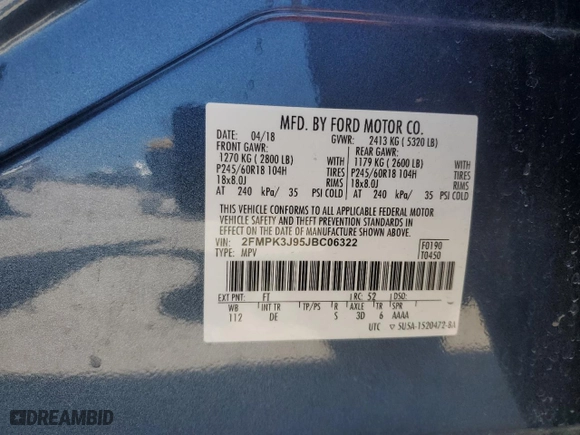 MFD. BY FORD MOTOR CO.
DATE: 04/18 GVWR: 2413 KG ( 5320 LB)
FRONT GAWR: REAR GAWR:
1270 KG ( 2800 LB) WITH 1179 KG ( 2600 LB) WITH
P245/60R18 104H TIRES P245/60R18 104H TIRES
18x8.0J RIMS 18x8.0J RIMS
AT 240 kPa/ 35 PSI COLD AT 240 kPa/ 35 PSI COLD
THIS VEHICLE CONFORMS TO ALL APPLICABLE FEDERAL MOTOR
VEHICLE SAFETY AND THEFT PREVENTION STANDARDS IN
EFFECT ON THE DATE OF MANUFACTURE SHOWN ABOVE.
VIN: 2FMPK3J95JBC06322 F0190
TYPE: MPV T0450
EXT PNT: FT RC: 52 DSO:
WB INT TR TP/PS R AXLE TR SPR
112 DE S 3D 6 AAAA
UTC ▽ SU5A-1520472-BA
DREAMBID